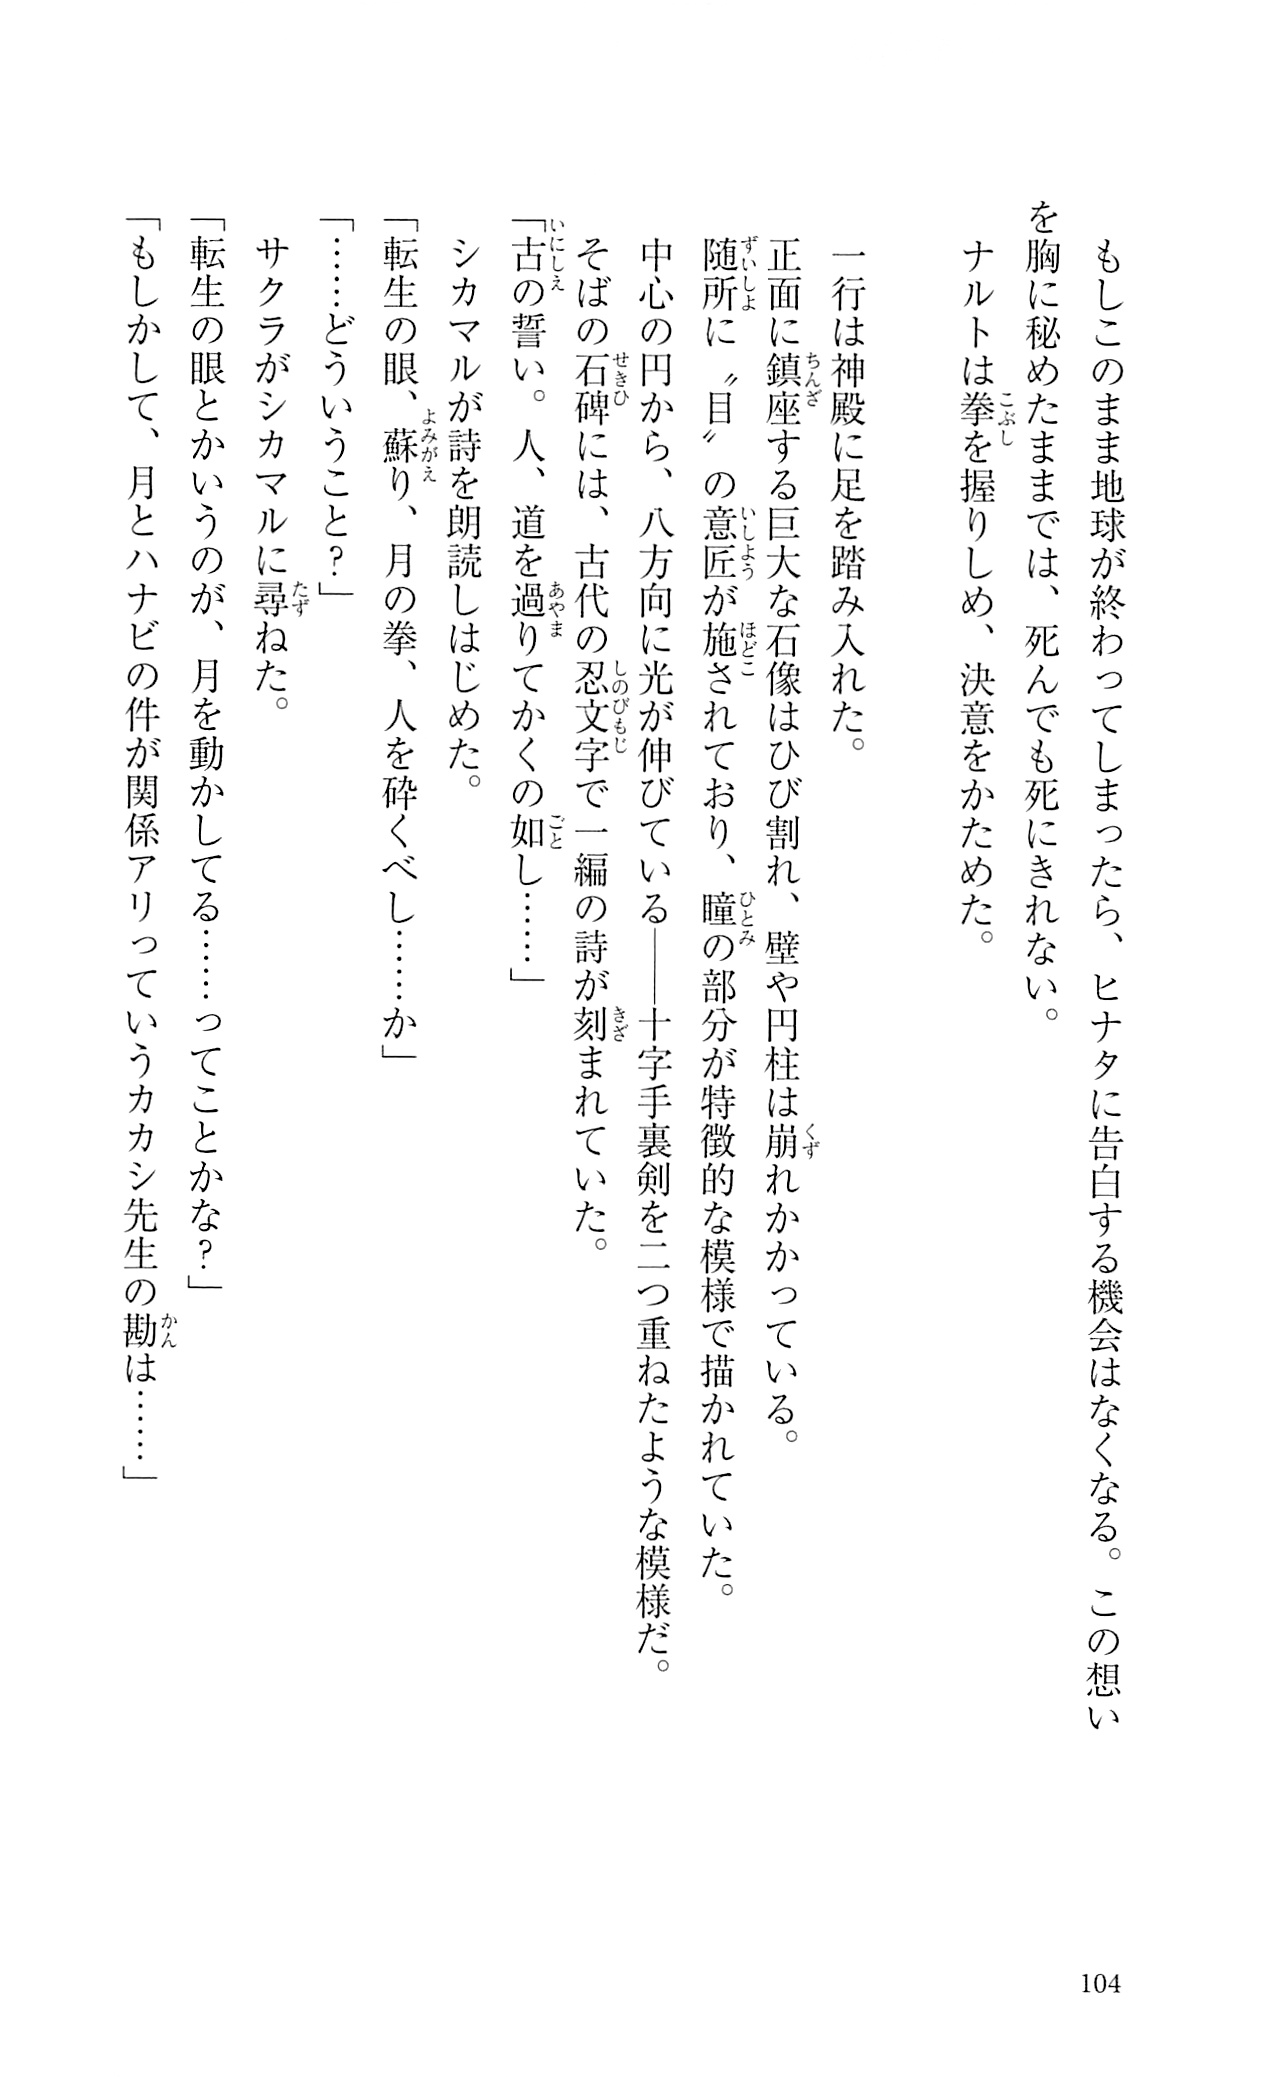 もしこのまま地球が終わってしまったら、ヒナタに告白する機会はなくなる。この想い
を胸に秘めたままでは、死んでも死にきれない。
ナルトは拳を握りしめ、決意をかためた。
一行は神殿に足を踏み入れた。
正面に鎮座する巨大な石像はひび割れ、壁や円柱は崩れかかっている。
随所に〝目〟の意匠が施されており、瞳の部分が特徴的な模様で描かれていた。
中心の円から、八方向に光が伸びている――十字手裏剣を二つ重ねたような模様だ。
そばの石碑には、古代の忍文字で一編の詩が刻まれていた。
「古の誓い。人、道を過りてかくの如し……」
シカマルが詩を朗読しはじめた。
「転生の眼、蘇り、月の拳、人を砕くべし……か」
「……どういうこと？」
サクラがシカマルに尋ねた。
「転生の眼とかいうのが、月を動かしてる……ってことかな？」
「もしかして、月とハナビの件が関係アリっていうカカシ先生の勘は……」
104